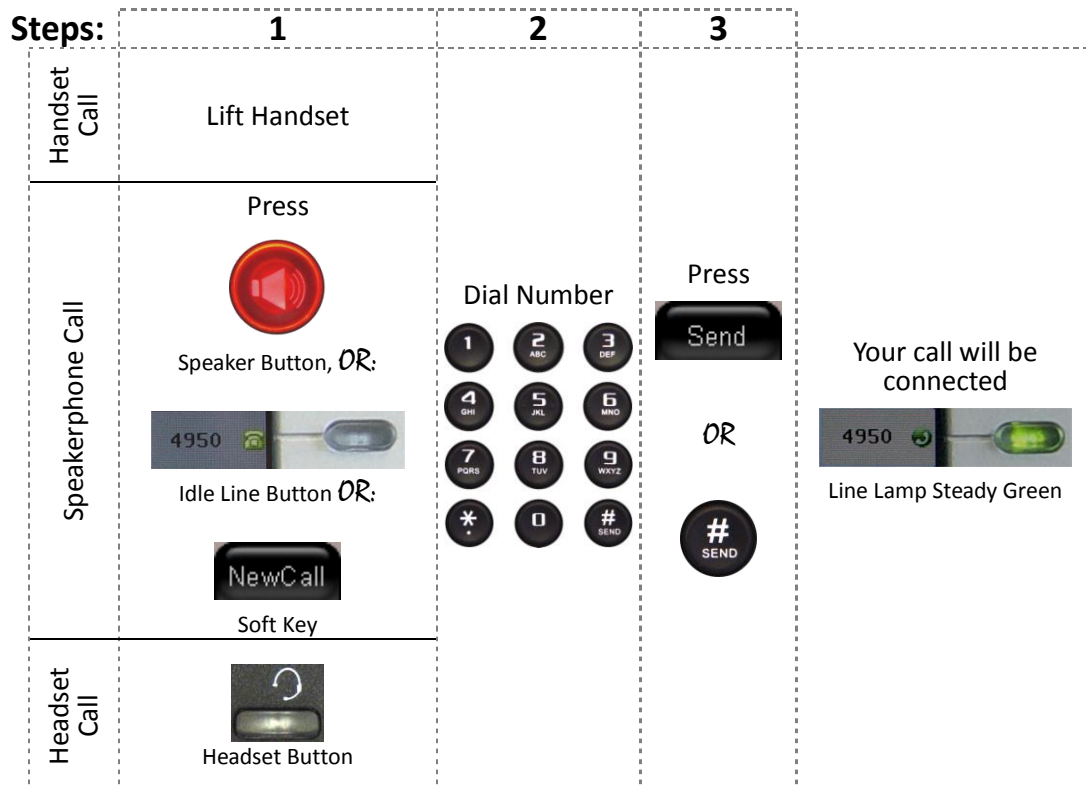 Steps:
1
2
3
Handset
Call
Lift Handset
Speakerphone Call
Press
Speaker Button, OR:
4950
Idle Line Button OR:
NewCall
Soft Key
Headset
Call
Headset Button
Dial Number
1
2
ABC
3
DEF
4
GHI
5
JKL
6
MNO
7
PQRS
8
TUV
9
WXYZ
*
.
0
#
SEND
Press
Send
OR
#
SEND
Your call will be
connected
4950
Line Lamp Steady Green